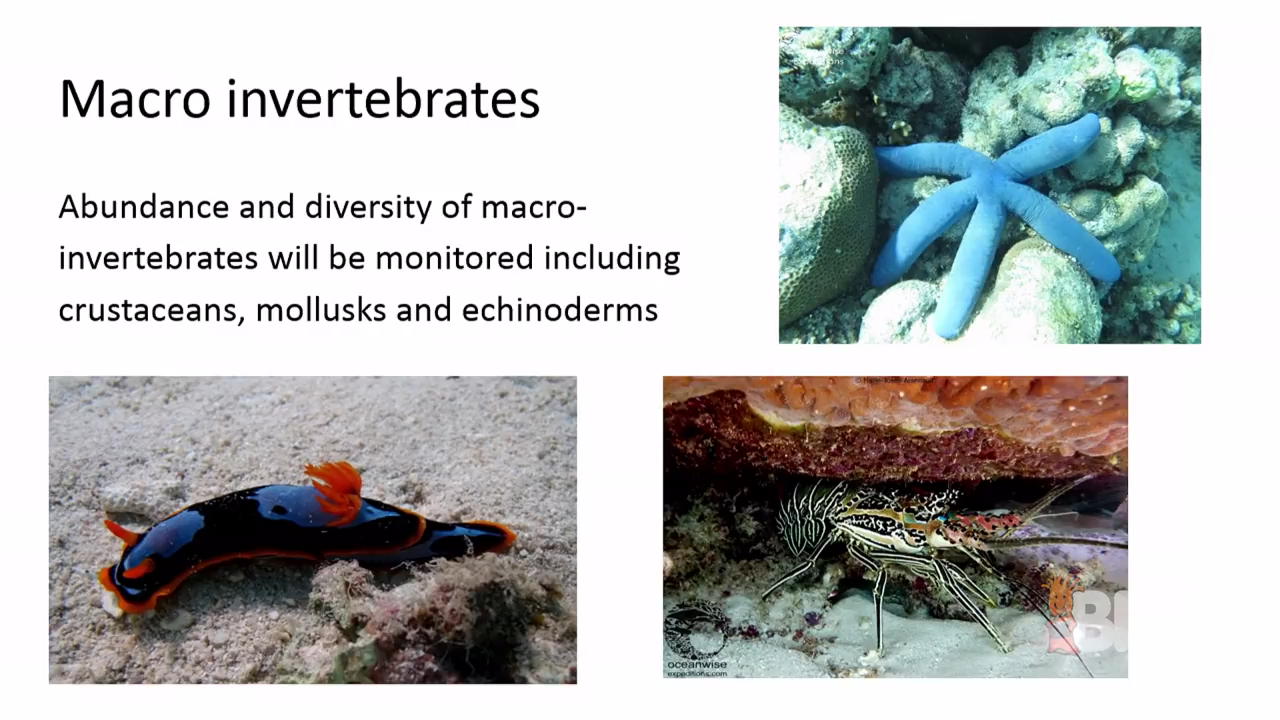 Macro invertebrates
Abundance and diversity of macro-
invertebrates will be monitored including
crustaceans, mollusks and echinoderms
expeditions
oceanwise
expeditions.com
B